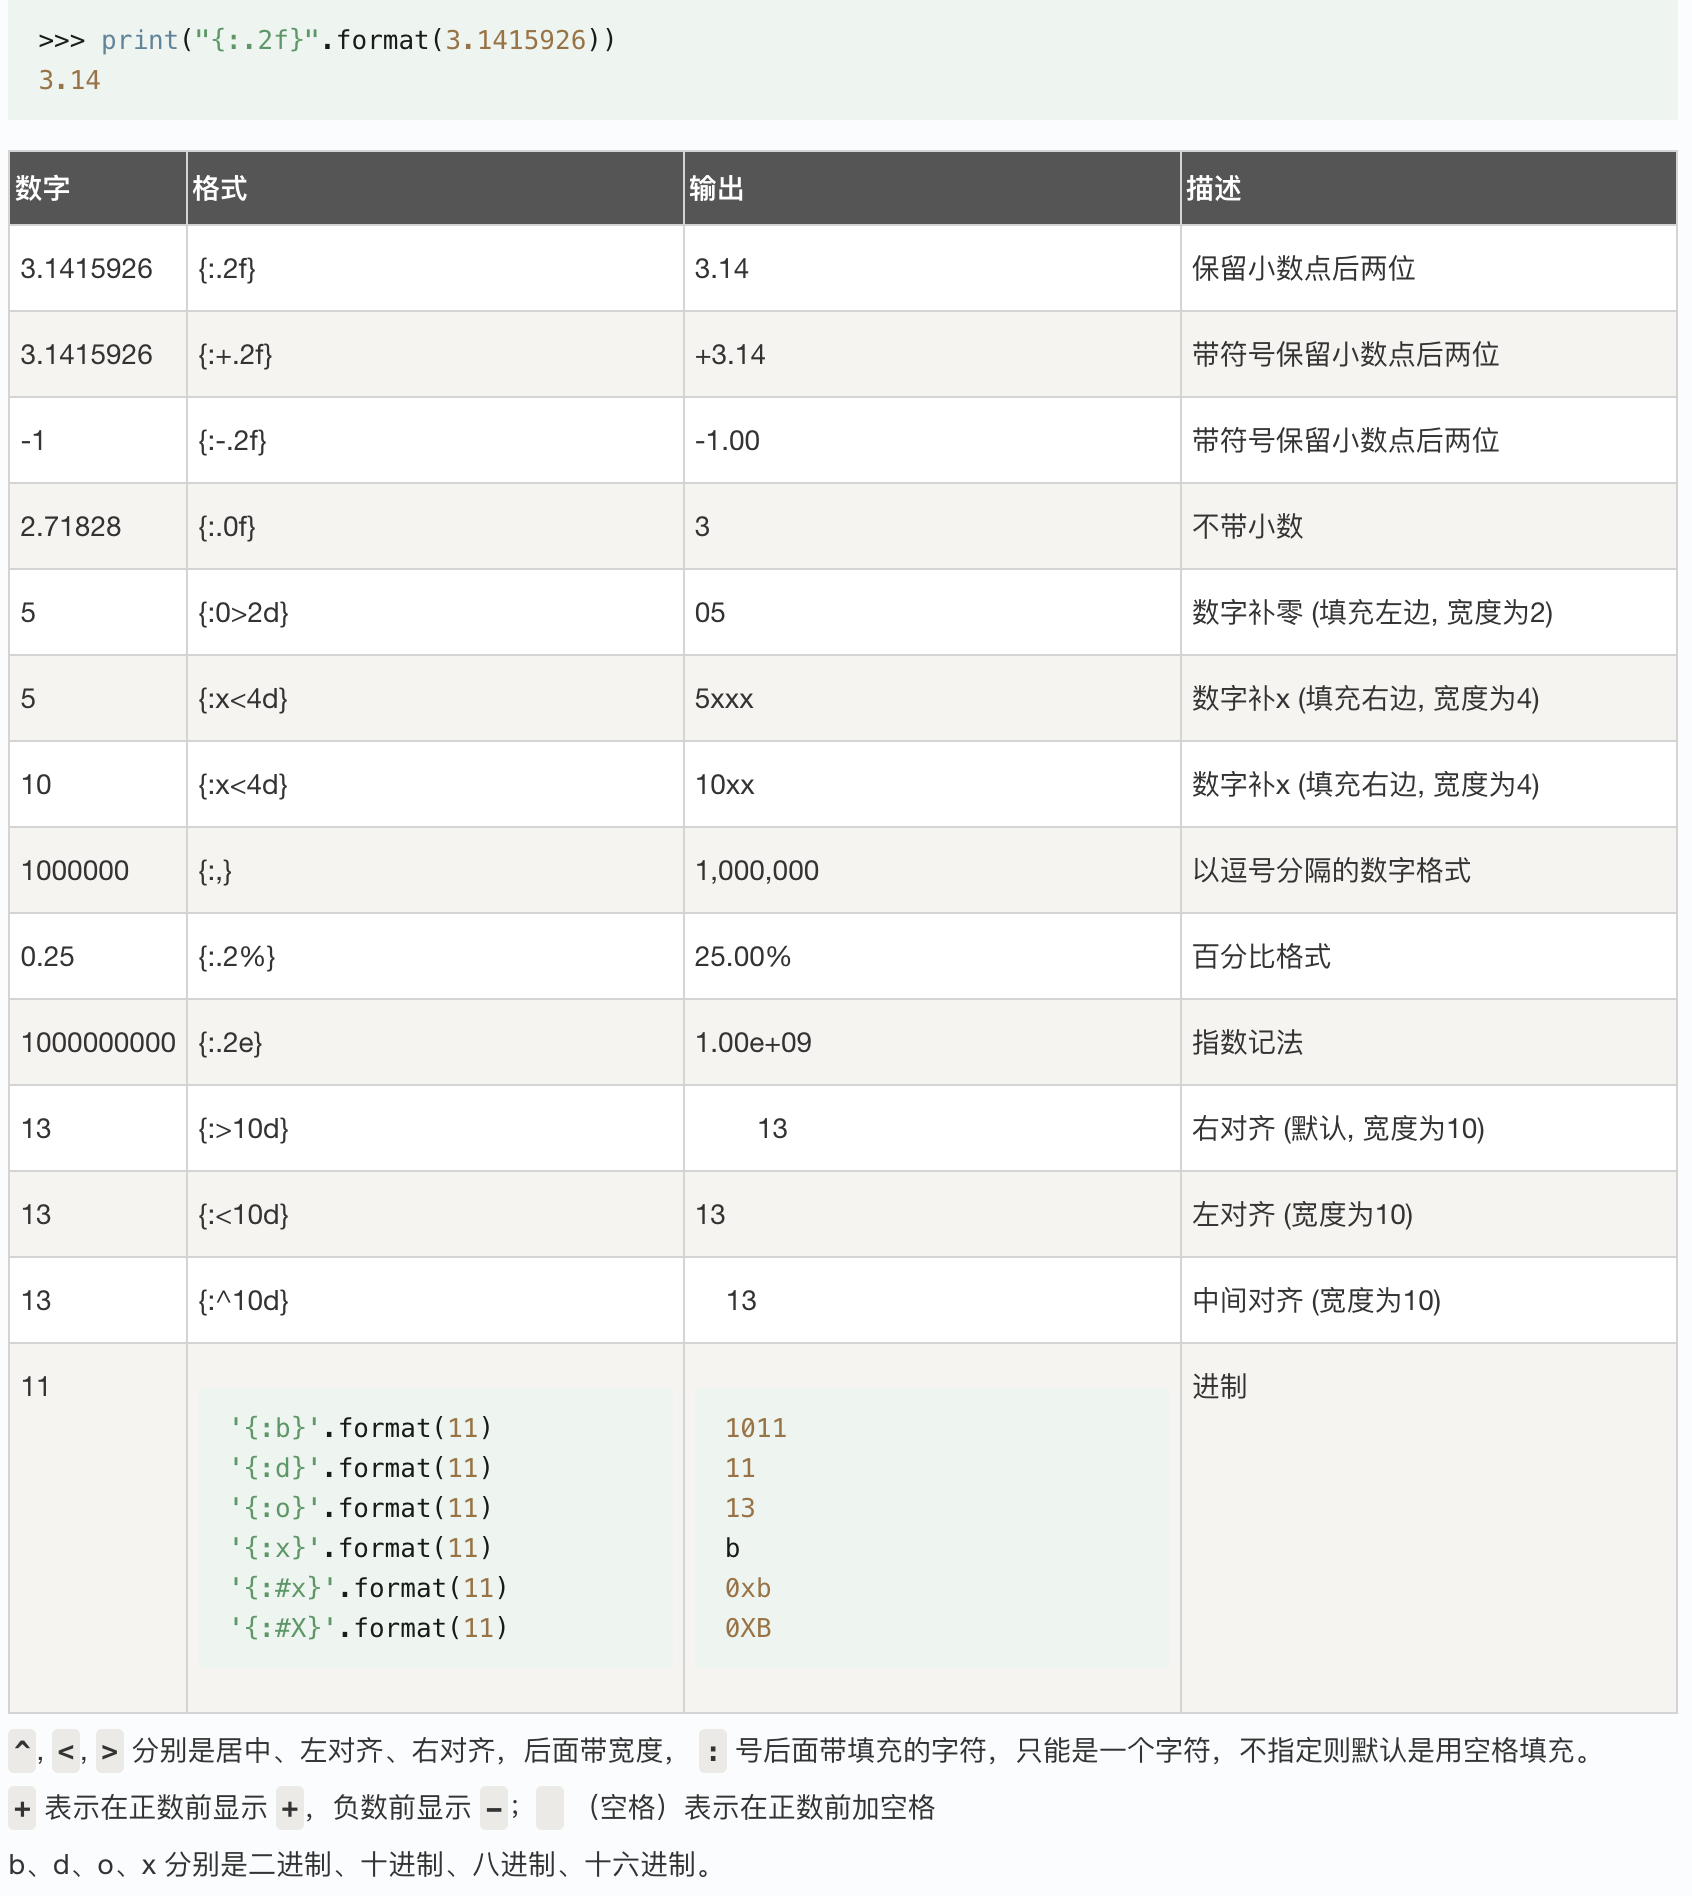 >>> print("{:.2f}".format(3.1415926))
3.14
数字 格式 输出 描述
3.1415926 {:.2f} 3.14 保留小数点后两位
3.1415926 {:+.2f} +3.14 带符号保留小数点后两位
-1 {:-.2f} -1.00 带符号保留小数点后两位
2.71828 {:.0f} 3 不带小数
5 {:0>2d} 05 数字补零 (填充左边, 宽度为2)
5 {:x<4d} 5xxx 数字补x (填充右边, 宽度为4)
10 {:x<4d} 10xx 数字补x (填充右边, 宽度为4)
1000000 {:,} 1,000,000 以逗号分隔的数字格式
0.25 {:.2%} 25.00% 百分比格式
1000000000 {:.2e} 1.00e+09 指数记法
13 {:>10d} 13 右对齐 (默认, 宽度为10)
13 {:<10d} 13 左对齐 (宽度为10)
13 {:^10d} 13 中间对齐 (宽度为10)
11 进制
'{:b}'.format(11) 1011
'{:d}'.format(11) 11
'{:o}'.format(11) 13
'{:x}'.format(11) b
'{:#x}'.format(11) 0xb
'{:#X}'.format(11) 0XB
^, <, > 分别是居中、左对齐、右对齐，后面带宽度， : 号后面带填充的字符，只能是一个字符，不指定则默认是用空格填充。
+ 表示在正数前显示 +，负数前显示 -； （空格）表示在正数前加空格
b、d、o、x 分别是二进制、十进制、八进制、十六进制。